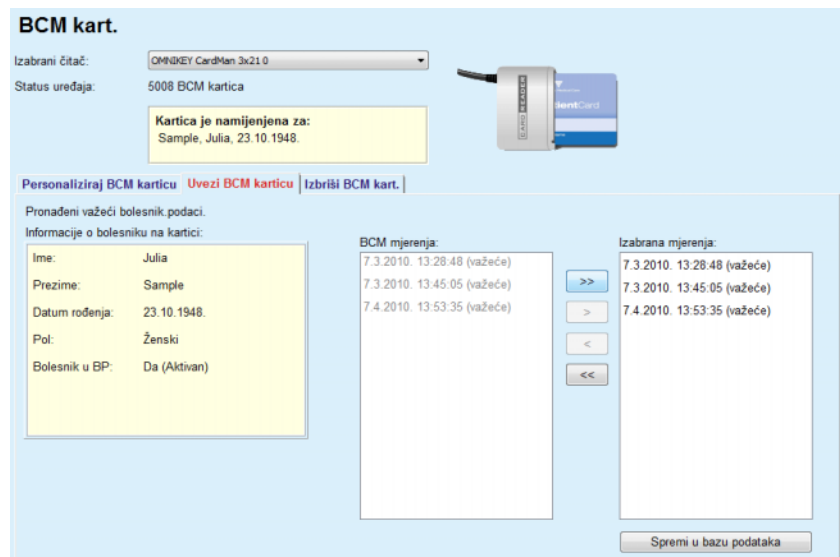 BCM kart.
Izabrani čitač: OMNIKEY CardMan 3x21 0
Status uređaja: 5008 BCM kartica
Kartica je namijenjena za:
Sample, Julia, 23.10.1948.
CARD READER
ientCard
Personaliziraj BCM karticu Uvezi BCM karticu Izbriši BCM kart.
Pronađeni važeći bolesnik.podaci.
Informacije o bolesniku na kartici:
Ime: Julia
Prezime: Sample
Datum rođenja: 23.10.1948.
Pol: Ženski
Bolesnik u BP: Da (Aktivan)
BCM mjerenja:
7.3.2010. 13:28:48 (važeće)
7.3.2010. 13:45:05 (važeće)
7.4.2010. 13:53:35 (važeće)
>>
>
<
<<
Izabrana mjerenja:
7.3.2010. 13:28:48 (važeće)
7.3.2010. 13:45:05 (važeće)
7.4.2010. 13:53:35 (važeće)
Spremi u bazu podataka